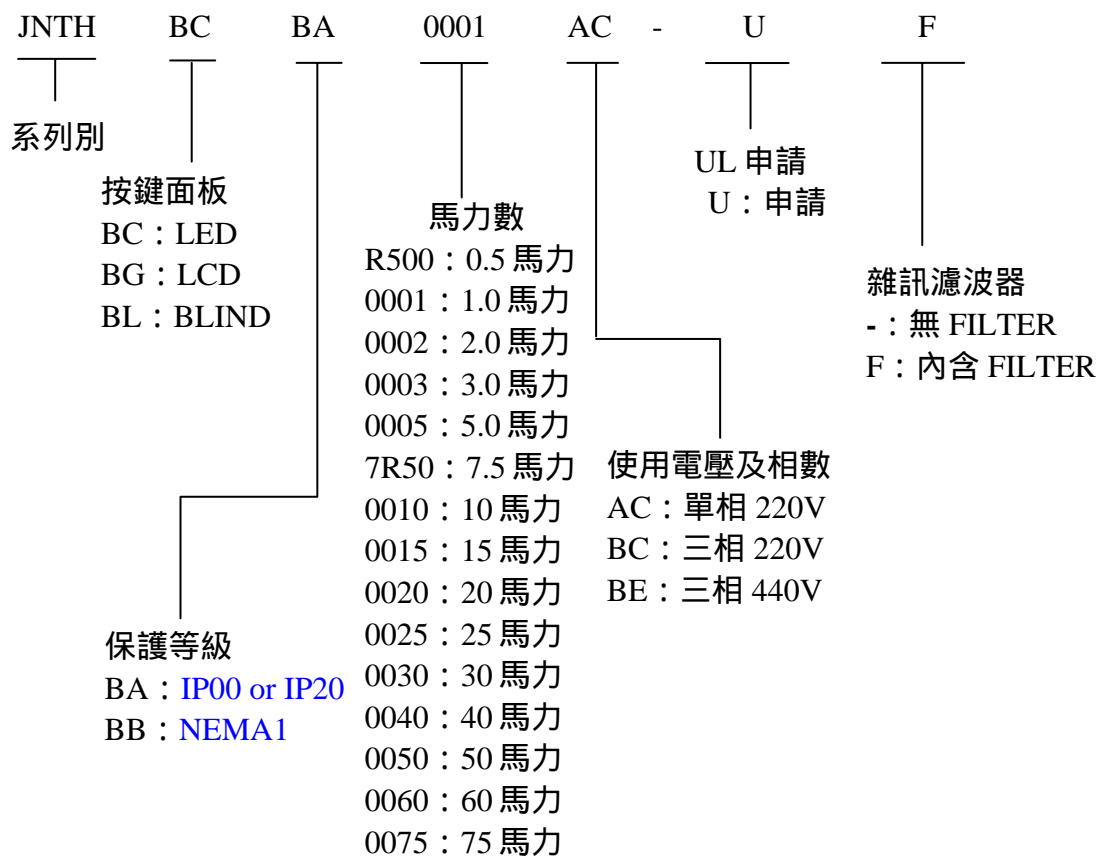 JNTH BC BA 0001 AC - U F
系列別
按鍵面板
BC：LED
BG：LCD
BL：BLIND
保護等級
BA：IP00 or IP20
BB：NEMA1
馬力數
R500：0.5 馬力
0001：1.0 馬力
0002：2.0 馬力
0003：3.0 馬力
0005：5.0 馬力
7R50：7.5 馬力
0010：10 馬力
0015：15 馬力
0020：20 馬力
0025：25 馬力
0030：30 馬力
0040：40 馬力
0050：50 馬力
0060：60 馬力
0075：75 馬力
使用電壓及相數
AC：單相 220V
BC：三相 220V
BE：三相 440V
UL 申請
U：申請
雜訊濾波器
-：無 FILTER
F：內含 FILTER